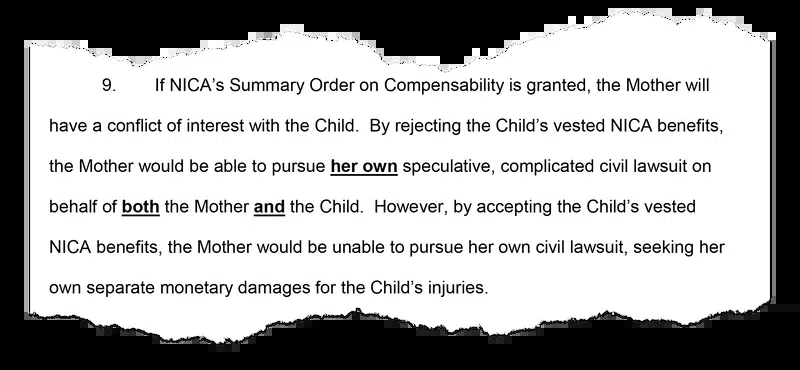 9. If NICA’s Summary Order on Compensability is granted, the Mother will
have a conflict of interest with the Child. By rejecting the Child’s vested NICA benefits,
the Mother would be able to pursue her own speculative, complicated civil lawsuit on
behalf of both the Mother and the Child. However, by accepting the Child’s vested
NICA benefits, the Mother would be unable to pursue her own civil lawsuit, seeking her
own separate monetary damages for the Child’s injuries.